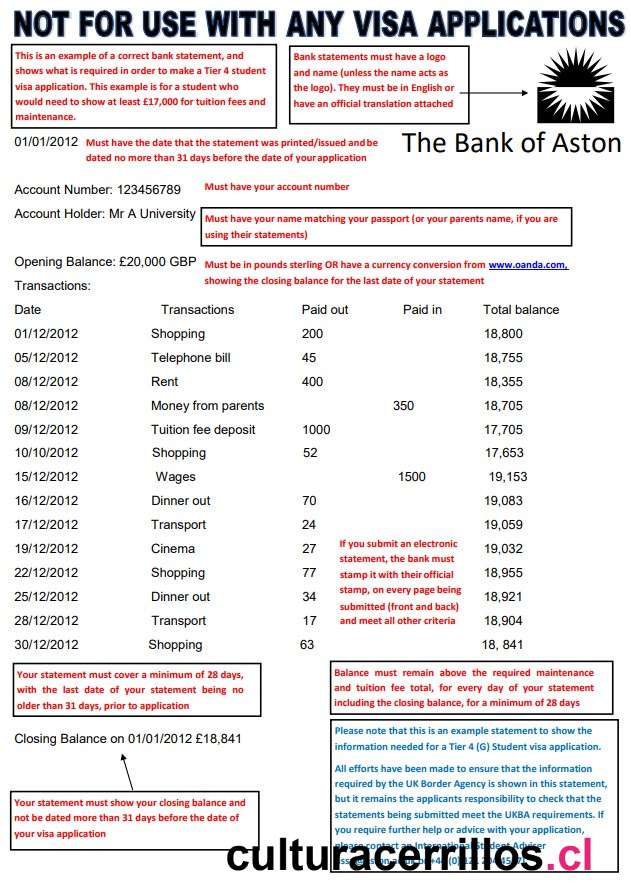 NOT FOR USE WITH ANY VISA APPLICATIONS
This is an example of a correct bank statement, and
shows what is required in order to make a Tier 4 student
visa application. This example is for a student who
would need to show at least £17,000 for tuition fees and
maintenance.
Bank statements must have a logo
and name (unless the name acts as
the logo). They must be in English or
have an official translation attached
The Bank of Aston
01/01/2012 Must have the date that the statement was printed/issued and be
dated no more than 31 days before the date of your application
Account Number: 123456789 Must have your account number
Account Holder: Mr A University
Must have your name matching your passport (or your parents name, if you are
using their statements)
Opening Balance: £20,000 GBP Must be in pounds sterling OR have a currency conversion from www.oanda.com,
showing the closing balance for the last date of your statement
Transactions:
Date Transactions Paid out Paid in Total balance
01/12/2012 Shopping 200 18,800
05/12/2012 Telephone bill 45 18,755
08/12/2012 Rent 400 18,355
08/12/2012 Money from parents 350 18,705
09/12/2012 Tuition fee deposit 1000 17,705
10/10/2012 Shopping 52 17,653
15/12/2012 Wages 1500 19,153
16/12/2012 Dinner out 70 19,083
17/12/2012 Transport 24 19,059
19/12/2012 Cinema 27 19,032
22/12/2012 Shopping 77 18,955
25/12/2012 Dinner out 34 18,921
28/12/2012 Transport 17 18,904
30/12/2012 Shopping 63 18, 841
If you submit an electronic
statement, the bank must
stamp it with their official
stamp, on every page being
submitted (front and back)
and meet all other criteria
Your statement must cover a minimum of 28 days,
with the last date of your statement being no
older than 31 days, prior to application
Balance must remain above the required maintenance
and tuition fee total, for every day of your statement
including the closing balance, for a minimum of 28 days
Closing Balance on 01/01/2012 £18,841
Your statement must show your closing balance and
not be dated more than 31 days before the date of
your visa application
Please note that this is an example statement to show the
information needed for a Tier 4 (G) Student visa application.
All efforts have been made to ensure that the information
required by the UK Border Agency is shown in this statement,
but it remains the applicants responsibility to check that the
statements being submitted meet the UKBA requirements. If
you require further help or advice with your application,
please contact an International Student Adviser
culturacerrillos.cl